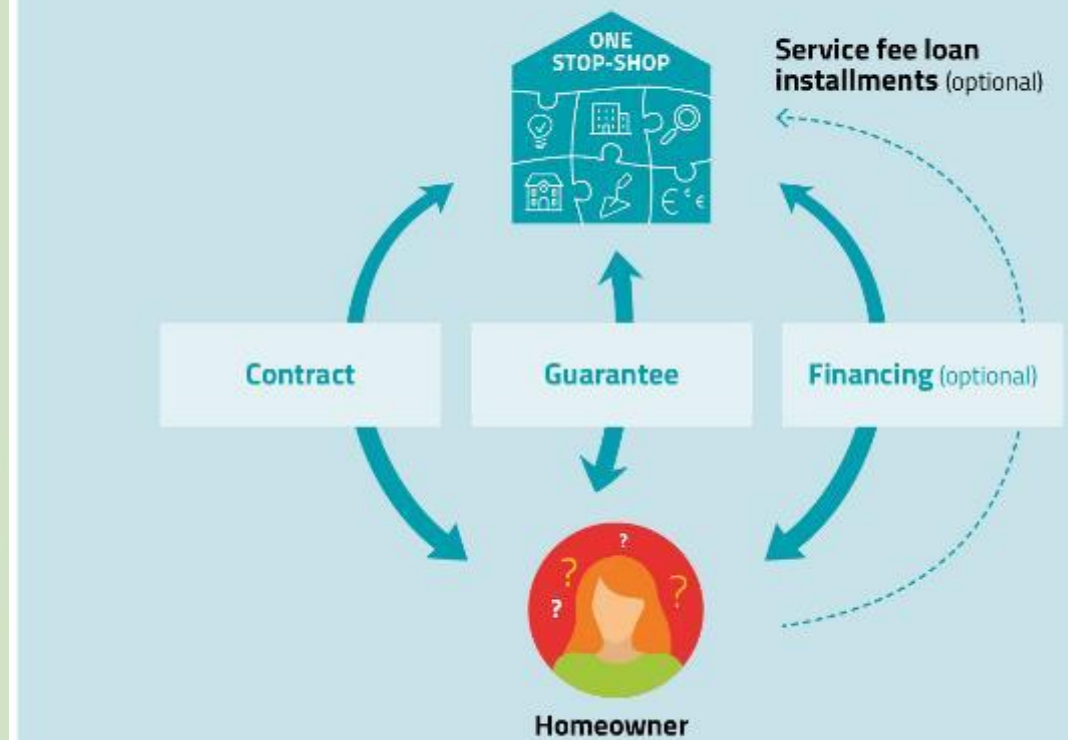 ONE
STOP-SHOP
Service fee loan
installments (optional)
€ € €
Contract
Guarantee
Financing (optional)
? ? ? ?
Homeowner